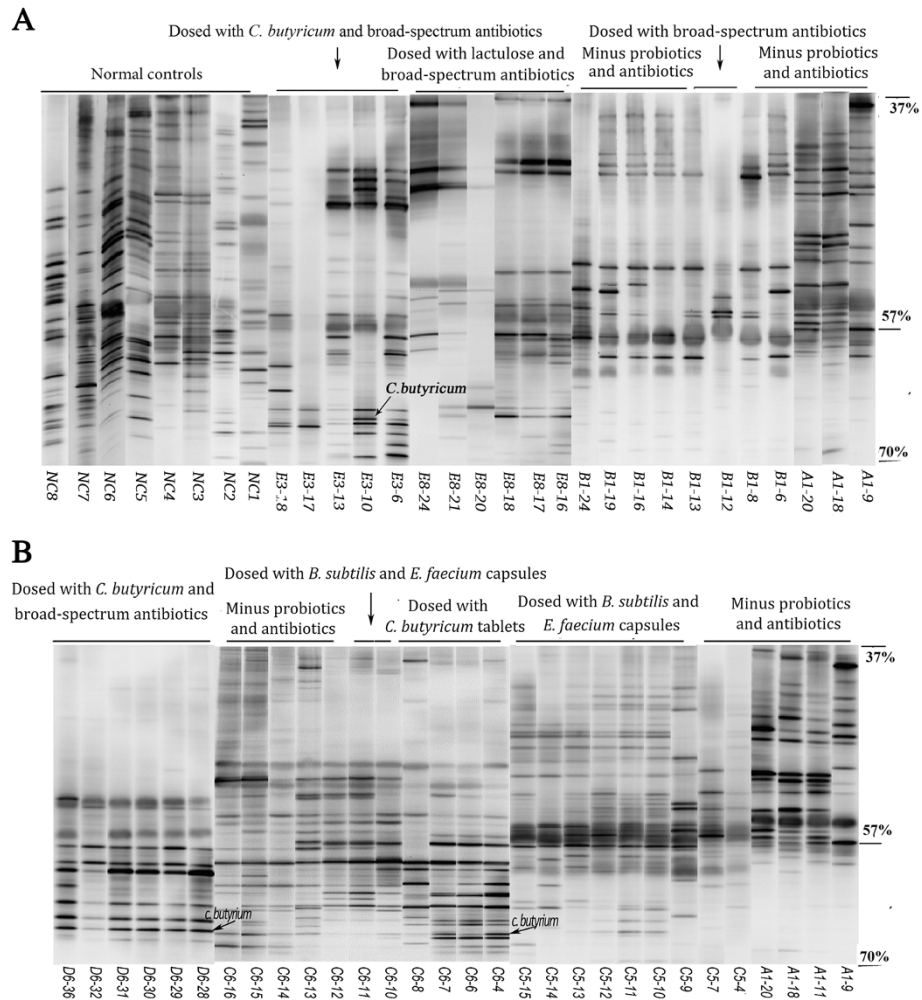 A
Dosed with C. butyricum and broad-spectrum antibiotics
Dosed with broad-spectrum antibiotics
Normal controls
Dosed with lactulose and
broad-spectrum antibiotics
Minus probiotics
and antibiotics
Minus probiotics
and antibiotics
37%
57%
C.butyricum
70%
NC8 NC7 NC6 NC5 NC4 NC3 NC2 NC1 E3-18 E3-17 E3-13 E3-10 E3-6 E8-24 E8-21 E8-20 E8-18 E8-17 E8-16 B1-24 B1-19 B1-16 B1-14 B1-13 B1-12 B1-8 B1-6 A1-20 A1-18 A1-9
B
Dosed with C. butyricum and
broad-spectrum antibiotics
Dosed with B. subtilis and E. faecium capsules
Minus probiotics
and antibiotics
Dosed with
C. butyricum tablets
Dosed with B. subtilis and
E. faecium capsules
Minus probiotics
and antibiotics
37%
57%
c. butyrium
c. butyrium
70%
D6-36 D6-32 D6-31 D6-30 D6-29 D6-28 C6-16 C6-15 C6-14 C6-13 C6-12 C6-11 C6-10 C6-8 C6-7 C6-6 C6-4 C5-15 C5-14 C5-13 C5-12 C5-11 C5-10 C5-9 C5-7 C5-4 A1-20 A1-18 A1-11 A1-9